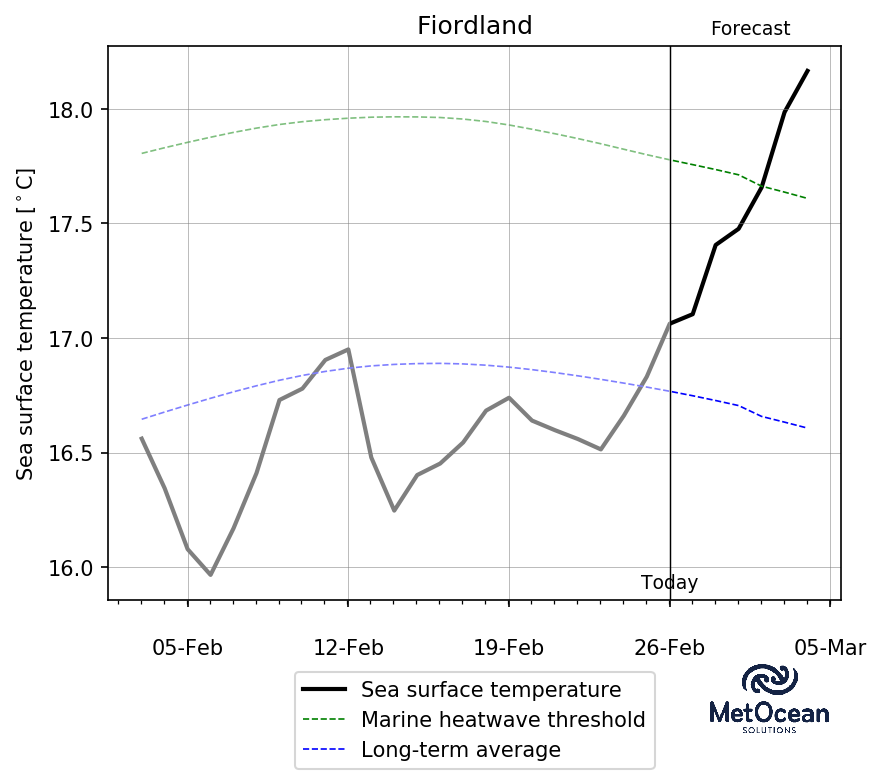 Fiordland
Forecast
Sea surface temperature [°C]
18.0
17.5
17.0
16.5
16.0
Today
05-Feb 12-Feb 19-Feb 26-Feb 05-Mar
Sea surface temperature
Marine heatwave threshold
Long-term average
MetOcean
SOLUTIONS